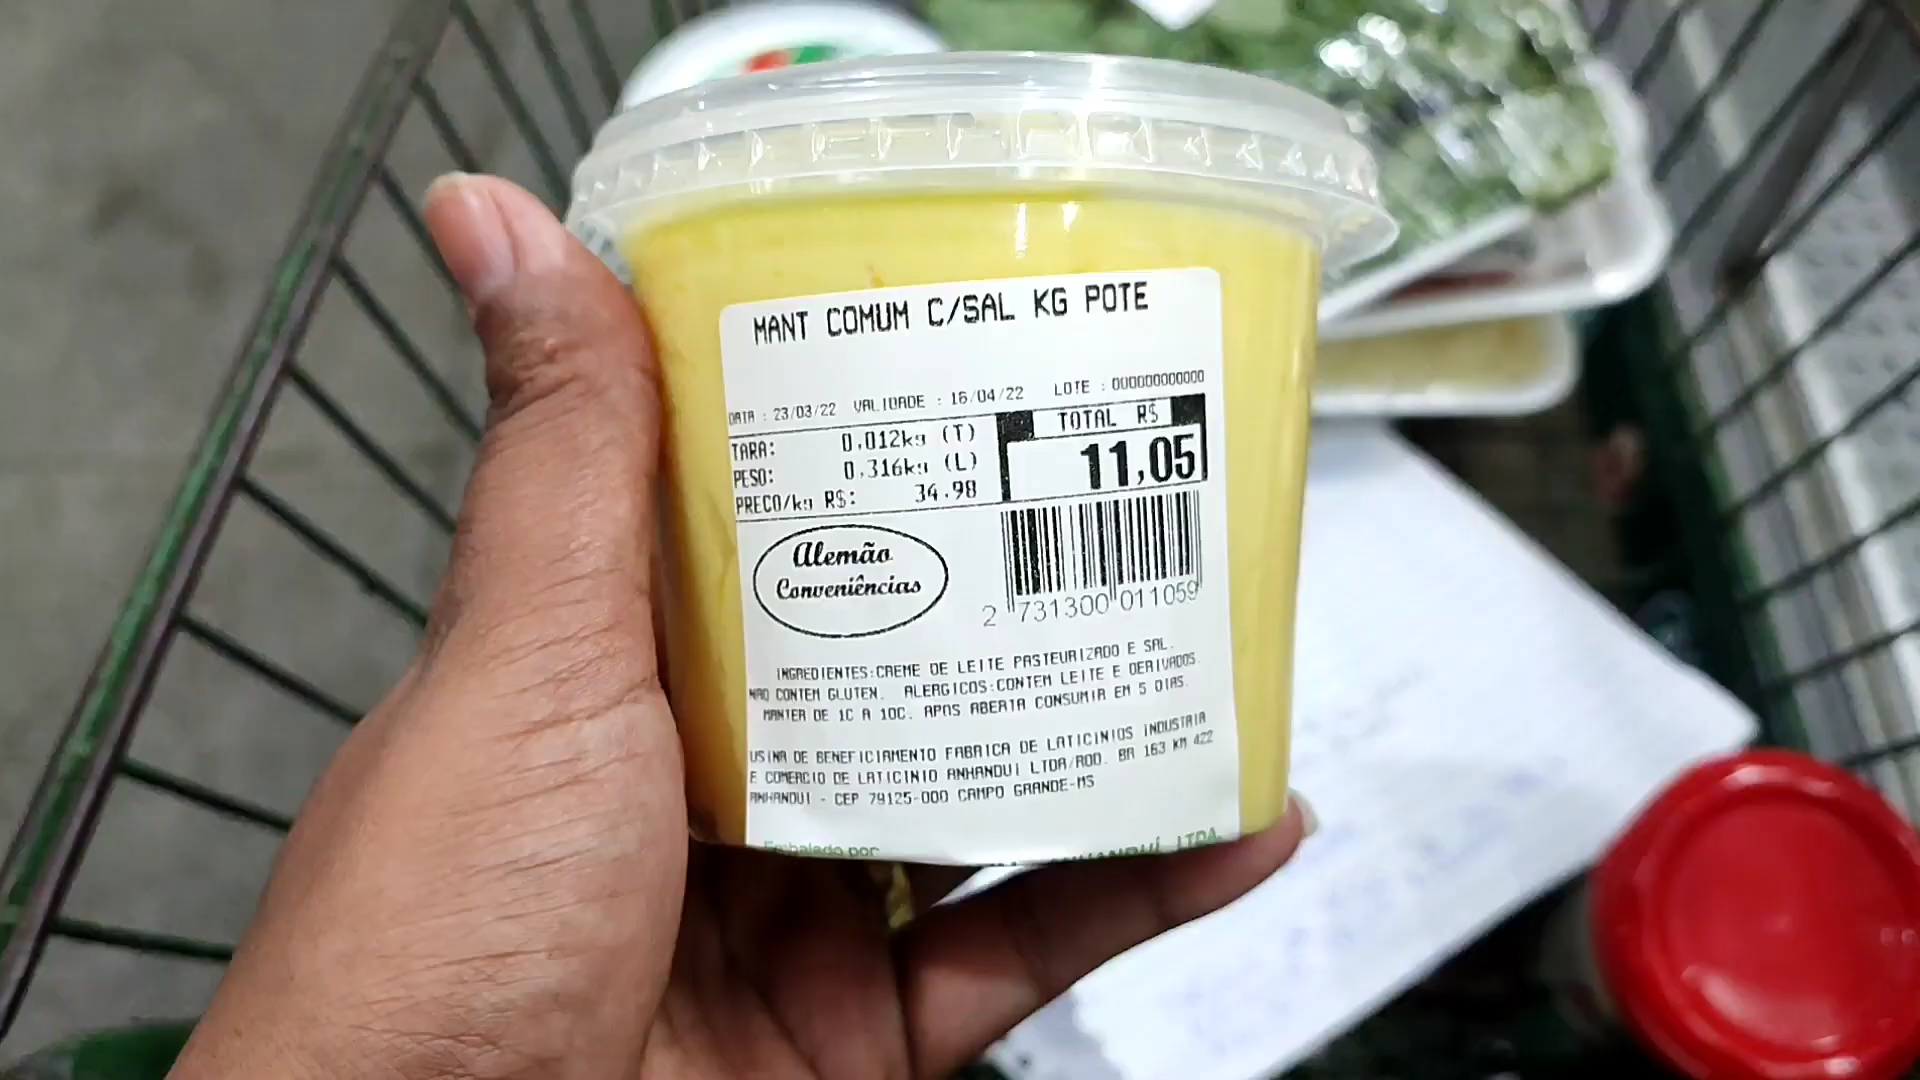 MANT COMUM C/SAL KG POTE
DATA : 23/03/22 VALIDADE : 16/04/22 LOTE : 000000000000
TARA: 0.012kg (T)
PESO: 0.316kg (L)
PRECO/kg R$: 34.98
TOTAL R$
11,05
Alemão
Conveniências
2 731300 011059
INGREDIENTES:CREME DE LEITE PASTEURIZADO E SAL.
NAO CONTEM GLUTEN. ALERGICOS:CONTEM LEITE E DERIVADOS.
MANTER DE 1C A 10C. APOS ABERTA CONSUMIR EM 5 DIAS.
USINA DE BENEFICIAMENTO FABRICA DE LATICINIOS INDUSTRIA
E COMERCIO DE LATICINIO ANHANDUI LTDA/ROD. BR 163 KM 422
ANHANDUI - CEP 79125-000 CAMPO GRANDE-MS
Embalado por LTDA.